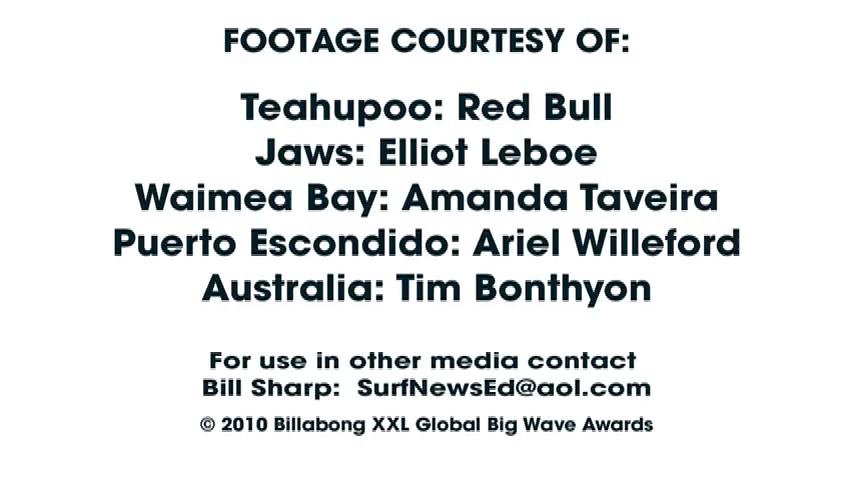 FOOTAGE COURTESY OF:
Teahupoo: Red Bull
Jaws: Elliot Leboe
Waimea Bay: Amanda Taveira
Puerto Escondido: Ariel Willeford
Australia: Tim Bonthyon
For use in other media contact
Bill Sharp: SurfNewsEd@aol.com
© 2010 Billabong XXL Global Big Wave Awards